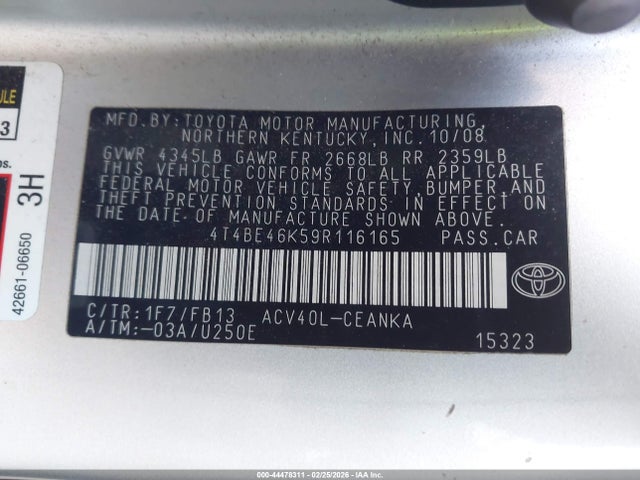 MFD.BY:TOYOTA MOTOR MANUFACTURING
NORTHERN KENTUCKY,INC.10/08
GVWR 4345LB GAWR FR 2668LB RR 2359LB
THIS VEHICLE CONFORMS TO ALL APPLICABLE
FEDERAL MOTOR VEHICLE SAFETY,BUMPER,AND
THEFT PREVENTION STANDARDS IN EFFECT ON
THE DATE OF MANUFACTURE SHOWN ABOVE.
4T4BE46K59R116165 PASS.CAR
C/TR:1F7/FB13 ACV40L-CEANKA
A/TM:-03A/U250E 15323
3H
42661-06650
000-44478311 - 02/25/2026 - IAAI, Inc.